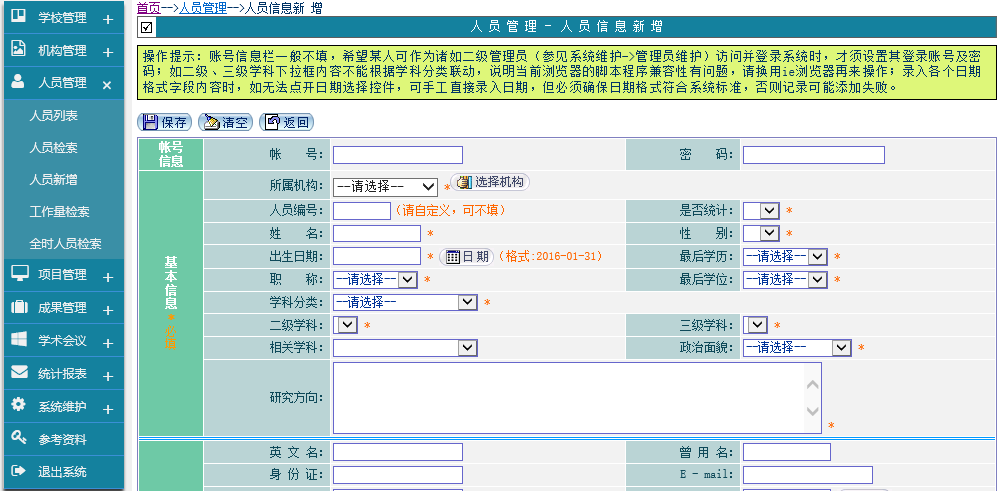 学校管理 +
机构管理 +
人员管理 ×
人员列表
人员检索
人员新增
工作量检索
全时人员检索
项目管理 +
成果管理 +
学术会议 +
统计报表 +
系统维护 +
参考资料
退出系统
首页-->人员管理-->人员信息新 增
人 员 管 理 - 人 员 信 息 新 增
操作提示：账号信息栏一般不填，希望某人可作为诸如二级管理员（参见系统维护->管理员维护）访问并登录系统时，才须设置其登录账号及密
码；如二级、三级学科下拉框内容不能根据学科分类联动，说明当前浏览器的脚本程序兼容性有问题，请换用ie浏览器再来操作；录入各个日期
格式字段内容时，如无法点开日期选择控件，可手工直接录入日期，但必须确保日期格式符合系统标准，否则记录可能添加失败。
保存 清空 返回
帐号
信息
帐 号： 密 码：
基
本
信
息
*
所属机构： --请选择-- * 选择机构
人员编号： （请自定义，可不填） 是否统计： *
姓 名： * 性 别： *
出生日期： * 日 期 （格式:2016-01-31） 最后学历： --请选择-- *
职 称： --请选择-- * 最后学位： --请选择-- *
学科分类： --请选择-- *
二级学科： * 三级学科： *
相关学科： 政治面貌： --请选择-- *
研究方向： *
英 文 名： 曾 用 名：
身 份 证： E - mail: